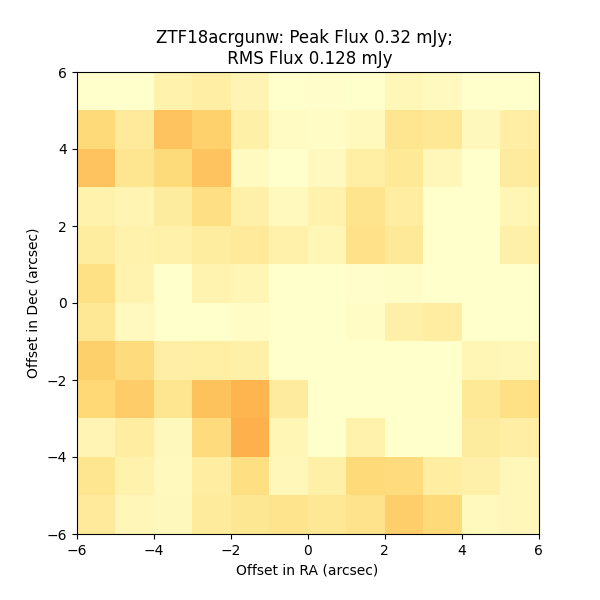 ZTF18acrgunw: Peak Flux 0.32 mJy;
RMS Flux 0.128 mJy
6
4
2
0
−2
−4
−6
Offset in Dec (arcsec)
−6 −4 −2 0 2 4 6
Offset in RA (arcsec)